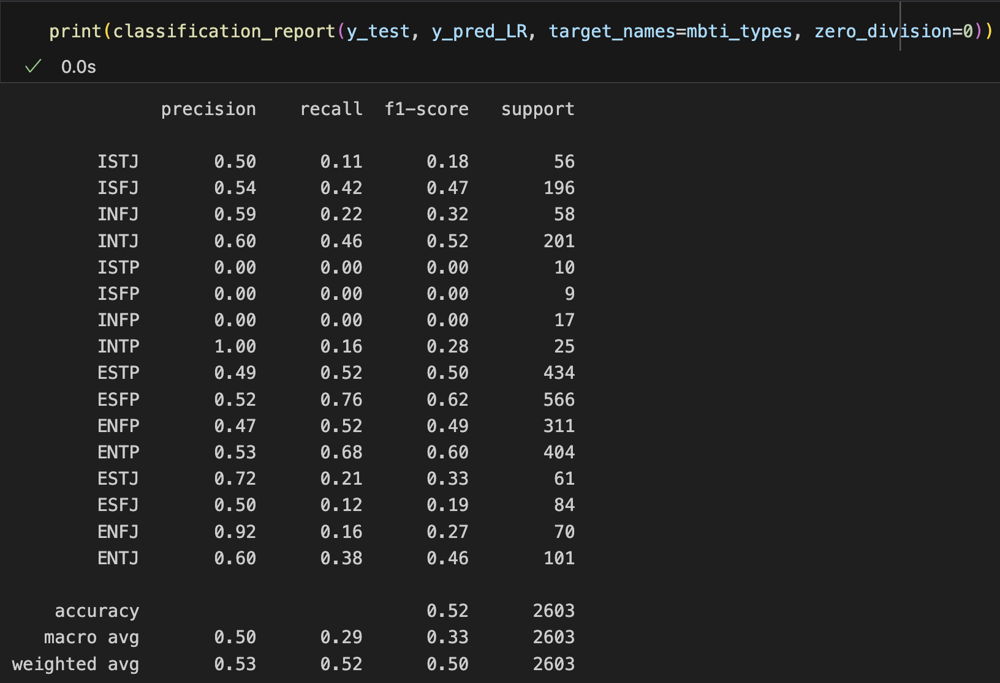 print(classification_report(y_test, y_pred_LR, target_names=mbti_types, zero_division=0))
0.0s
precision recall f1-score support
ISTJ 0.50 0.11 0.18 56
ISFJ 0.54 0.42 0.47 196
INFJ 0.59 0.22 0.32 58
INTJ 0.60 0.46 0.52 201
ISTP 0.00 0.00 0.00 10
ISFP 0.00 0.00 0.00 9
INFP 0.00 0.00 0.00 17
INTP 1.00 0.16 0.28 25
ESTP 0.49 0.52 0.50 434
ESFP 0.52 0.76 0.62 566
ENFP 0.47 0.52 0.49 311
ENTP 0.53 0.68 0.60 404
ESTJ 0.72 0.21 0.33 61
ESFJ 0.50 0.12 0.19 84
ENFJ 0.92 0.16 0.27 70
ENTJ 0.60 0.38 0.46 101
accuracy 0.52 2603
macro avg 0.50 0.29 0.33 2603
weighted avg 0.53 0.52 0.50 2603